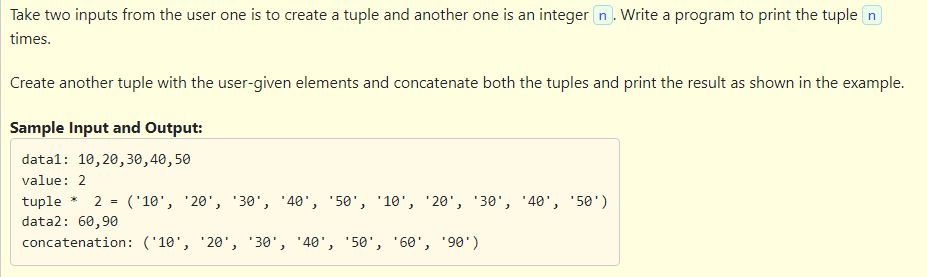 Take two inputs from the user one is to create a tuple and another one is an integer n. Write a program to print the tuple n
times.
Create another tuple with the user-given elements and concatenate both the tuples and print the result as shown in the example.
Sample Input and Output:
data1: 10,20,30,40,50
value: 2
tuple *  2 = ('10', '20', '30', '40', '50', '10', '20', '30', '40', '50')
data2: 60,90
concatenation: ('10', '20', '30', '40', '50', '60', '90')